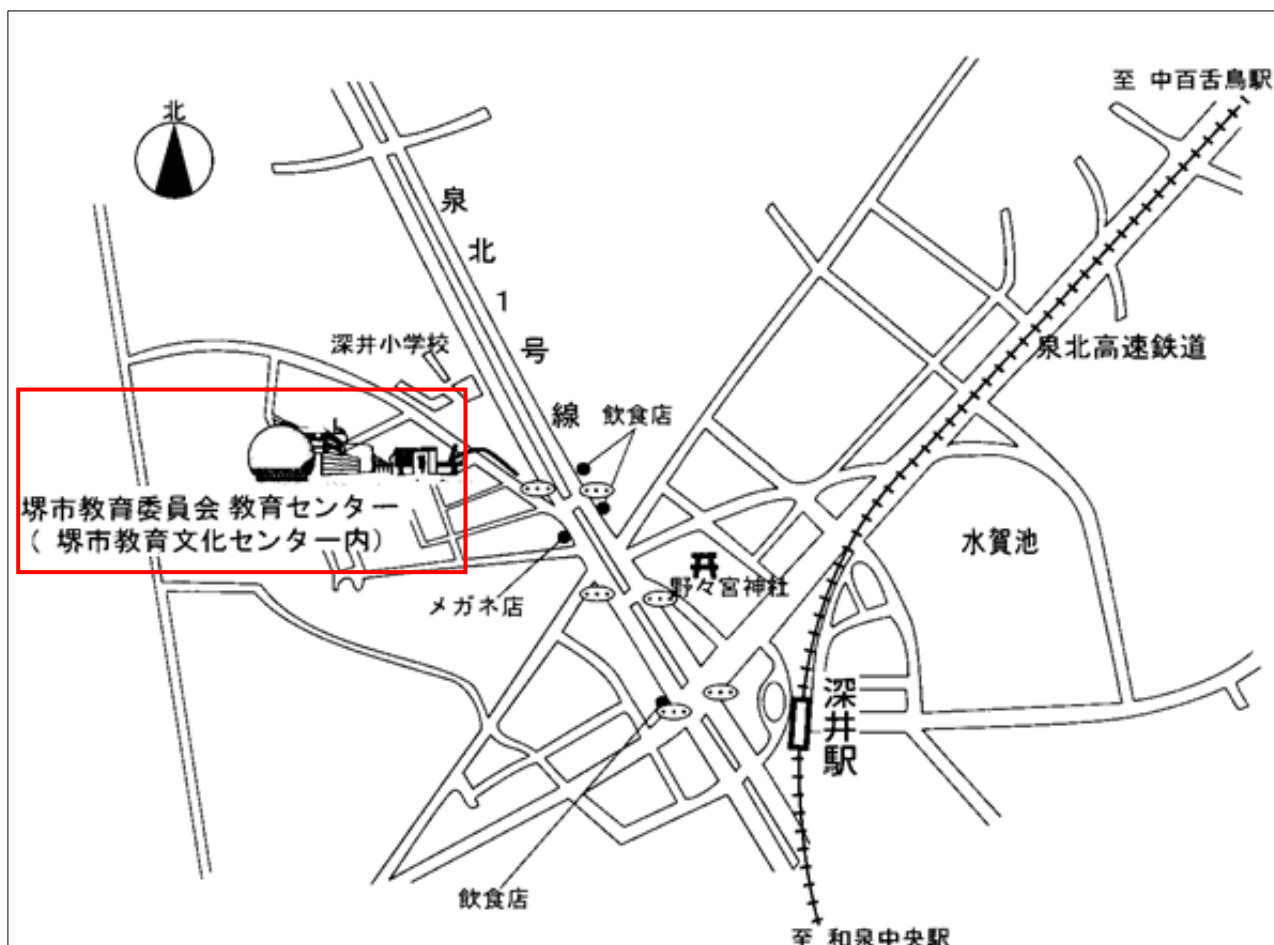 至 中百舌鳥駅
北
泉北1号線
深井小学校
泉北高速鉄道
飲食店
堺市教育委員会 教育センター
( 堺市教育文化センター内)
水賀池
野々宮神社
メガネ店
深井駅
飲食店
至 和泉中央駅